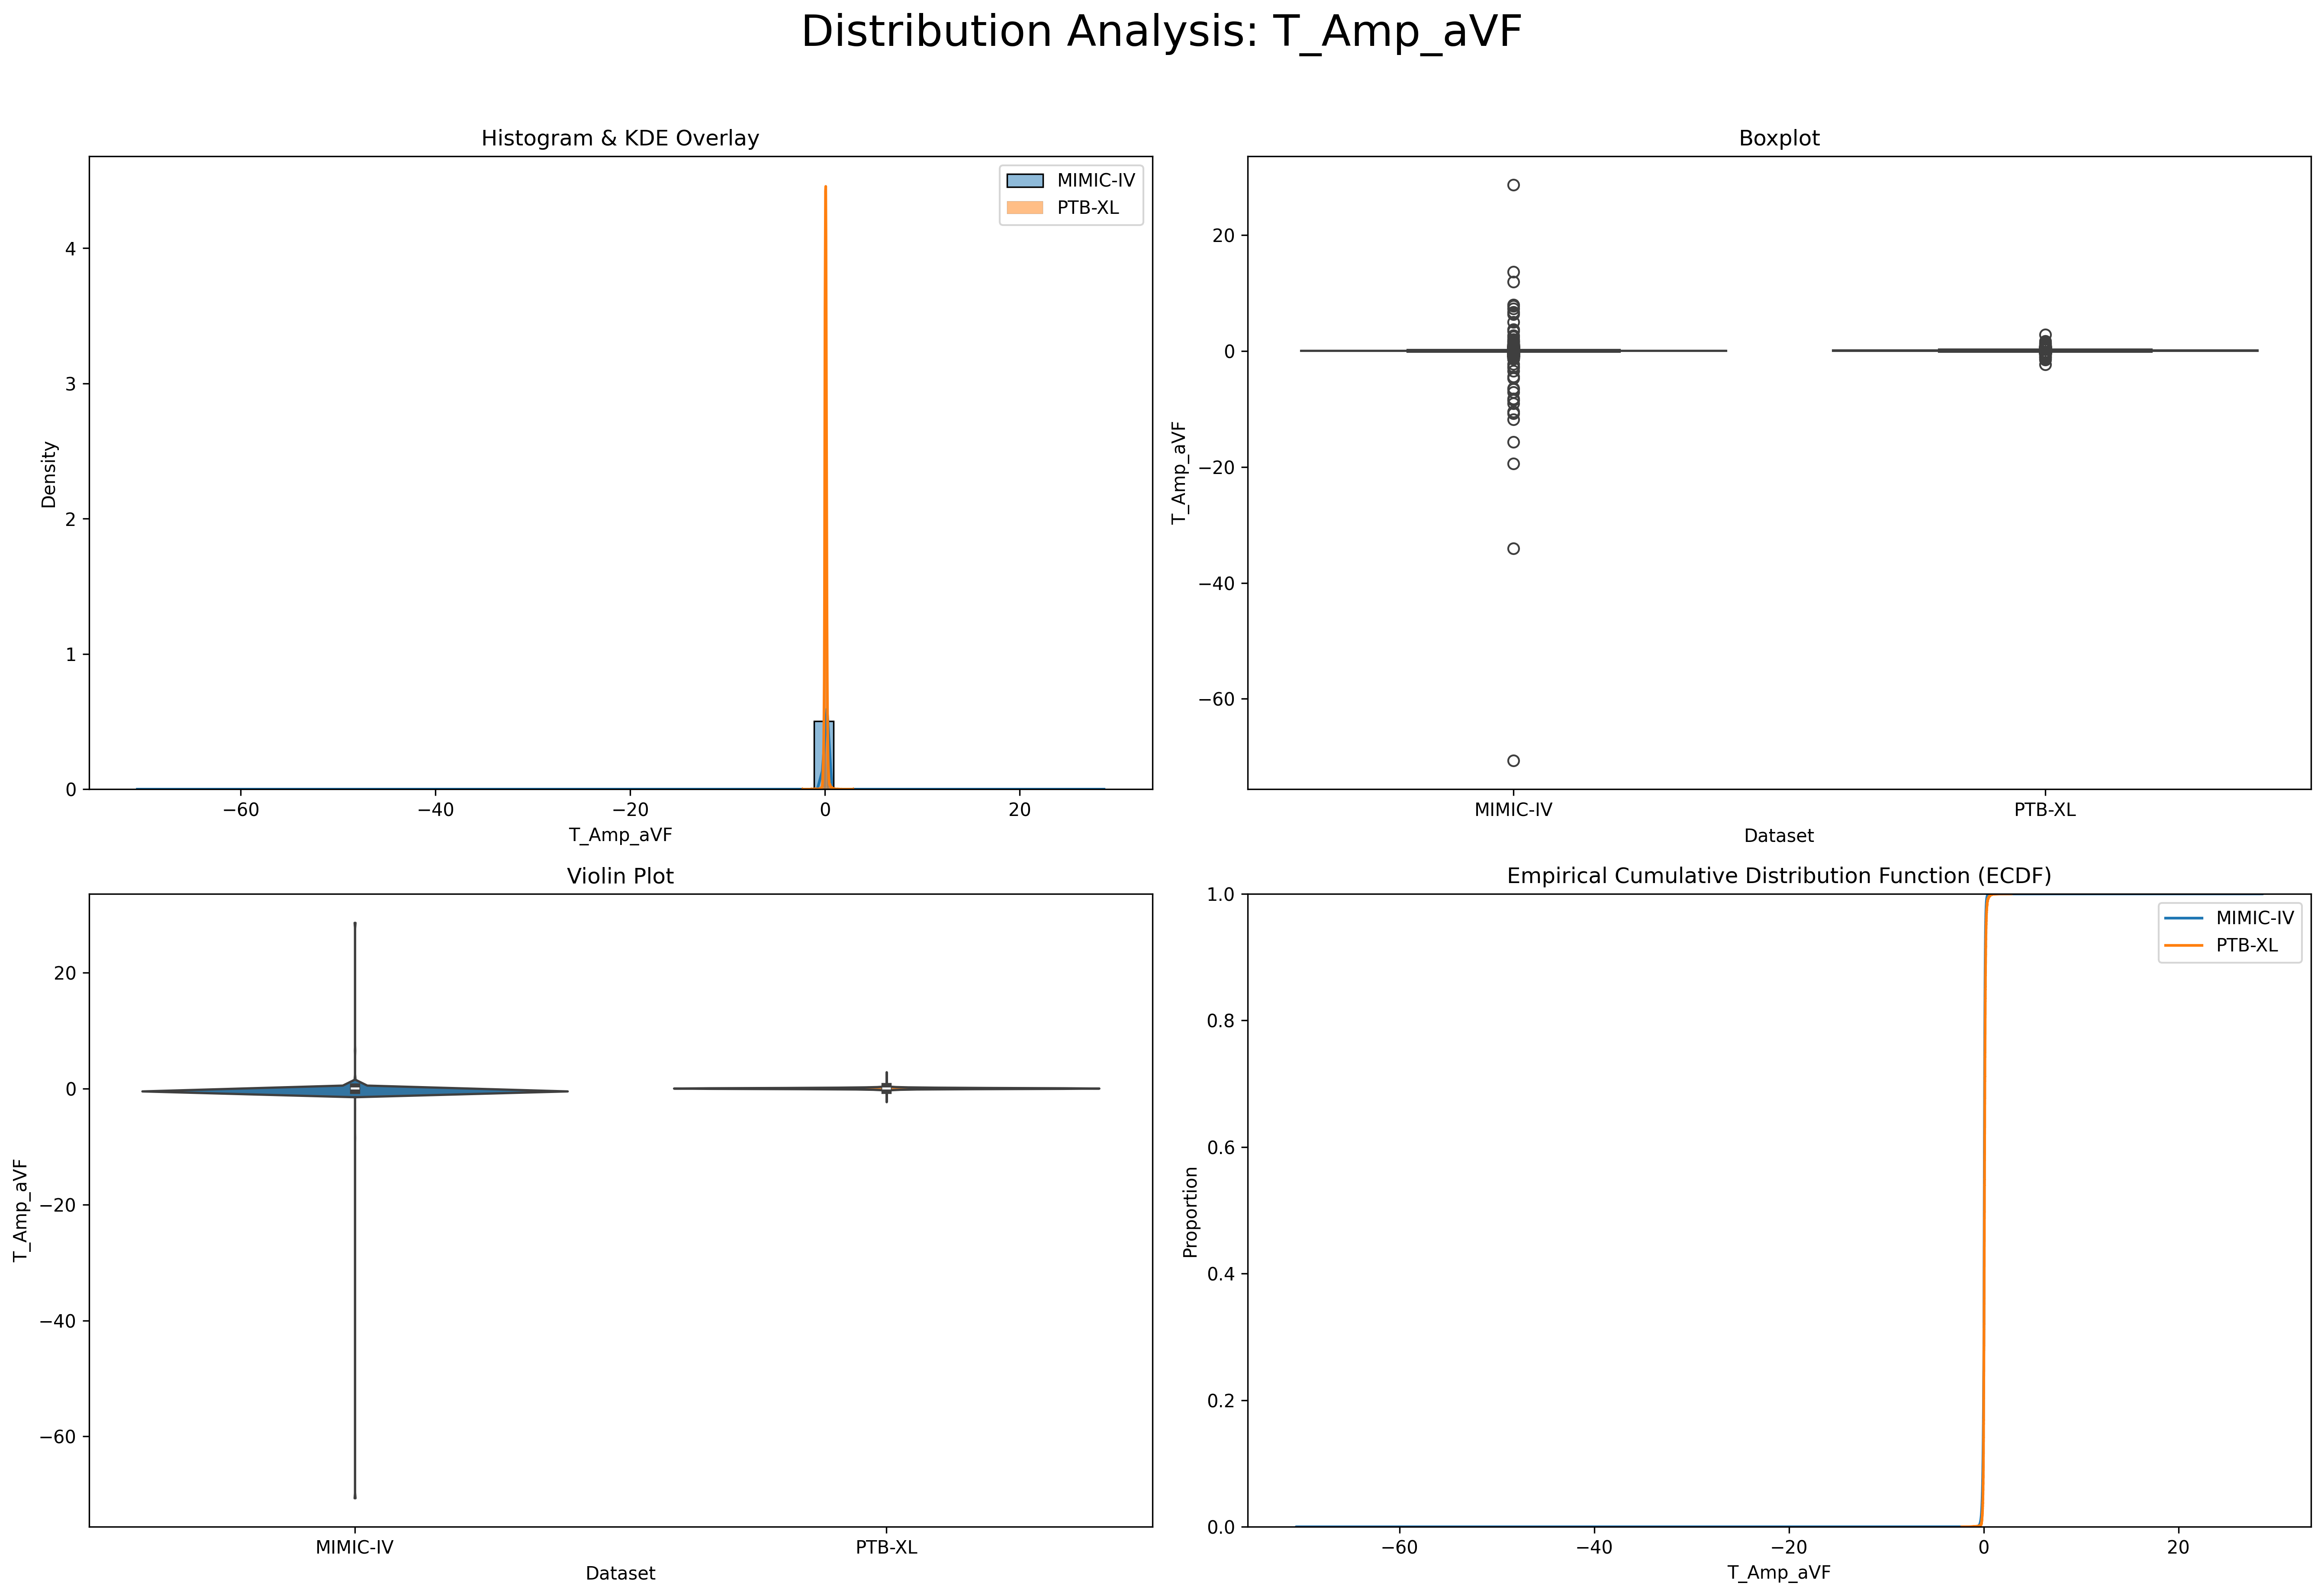 Distribution Analysis: T_Amp_aVF
Histogram & KDE Overlay
MIMIC-IV
PTB-XL
Density
4
3
2
1
0
−60
−40
−20
0
20
T_Amp_aVF
Boxplot
T_Amp_aVF
20
0
−20
−40
−60
MIMIC-IV
PTB-XL
Dataset
Violin Plot
T_Amp_aVF
20
0
−20
−40
−60
MIMIC-IV
PTB-XL
Dataset
Empirical Cumulative Distribution Function (ECDF)
MIMIC-IV
PTB-XL
Proportion
1.0
0.8
0.6
0.4
0.2
0.0
−60
−40
−20
0
20
T_Amp_aVF